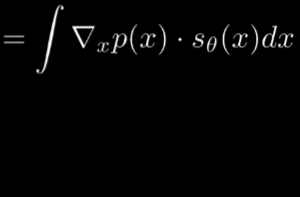 = ∫ ∇ₓp(x) · s_θ(x)dx